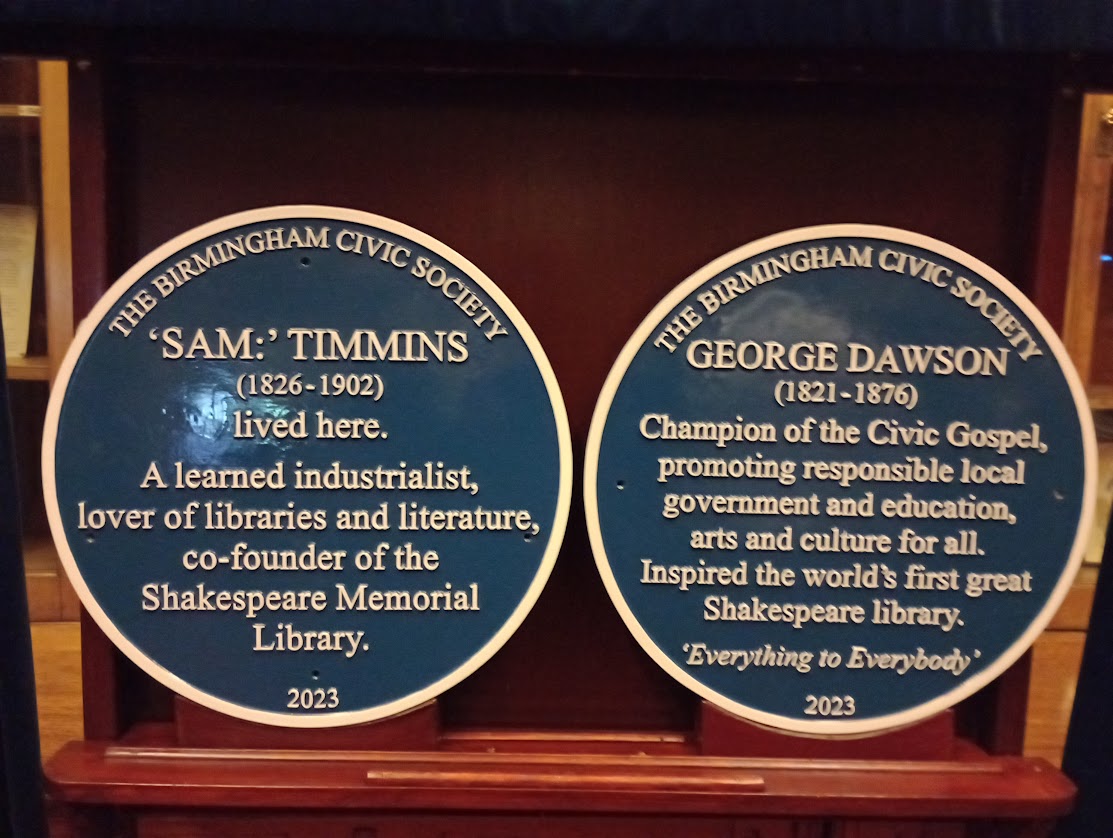 THE BIRMINGHAM CIVIC SOCIETY
‘SAM:’ TIMMINS
(1826-1902)
lived here.
A learned industrialist,
lover of libraries and literature,
co-founder of the
Shakespeare Memorial
Library.
2023
THE BIRMINGHAM CIVIC SOCIETY
GEORGE DAWSON
(1821-1876)
Champion of the Civic Gospel,
promoting responsible local
government and education,
arts and culture for all.
Inspired the world’s first great
Shakespeare library.
‘Everything to Everybody’
2023